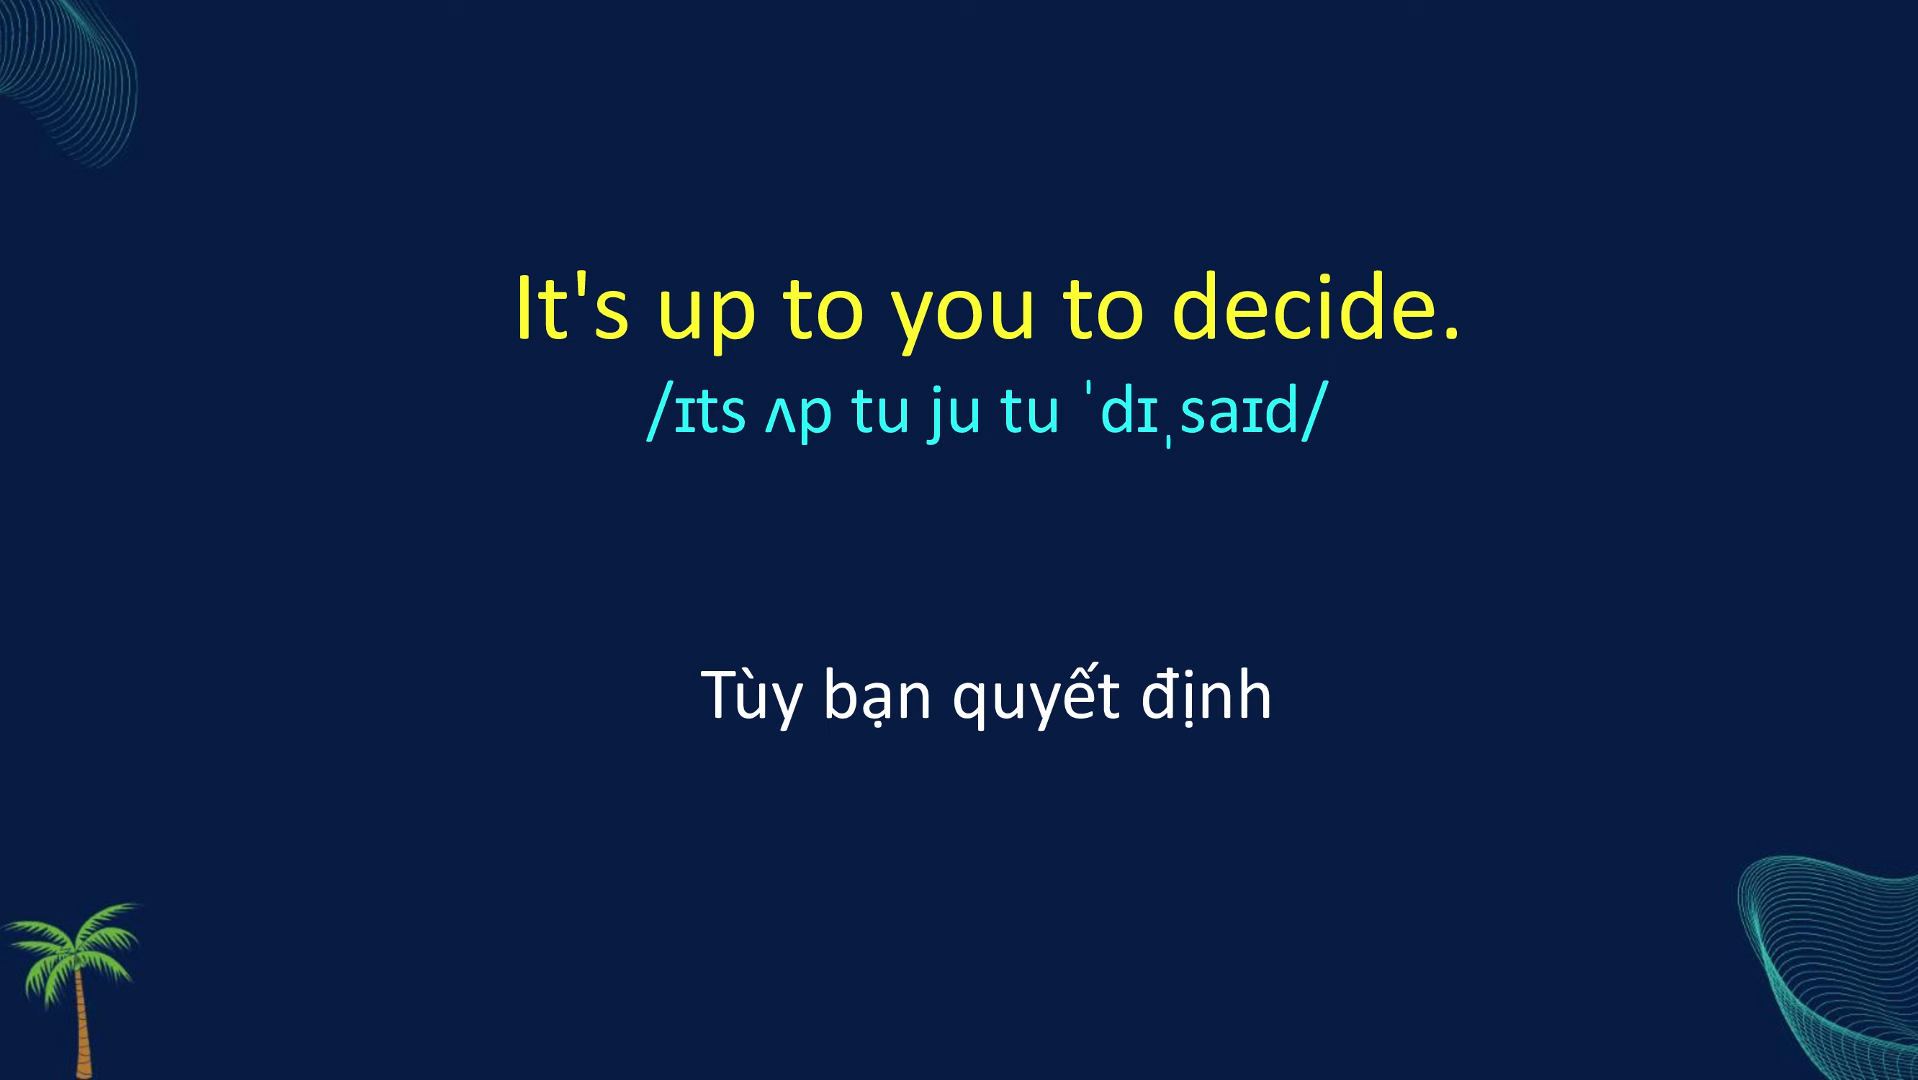 It's up to you to decide.
/ɪts ʌp tu ju tu ˈdɪˌsaɪd/
Tùy bạn quyết định